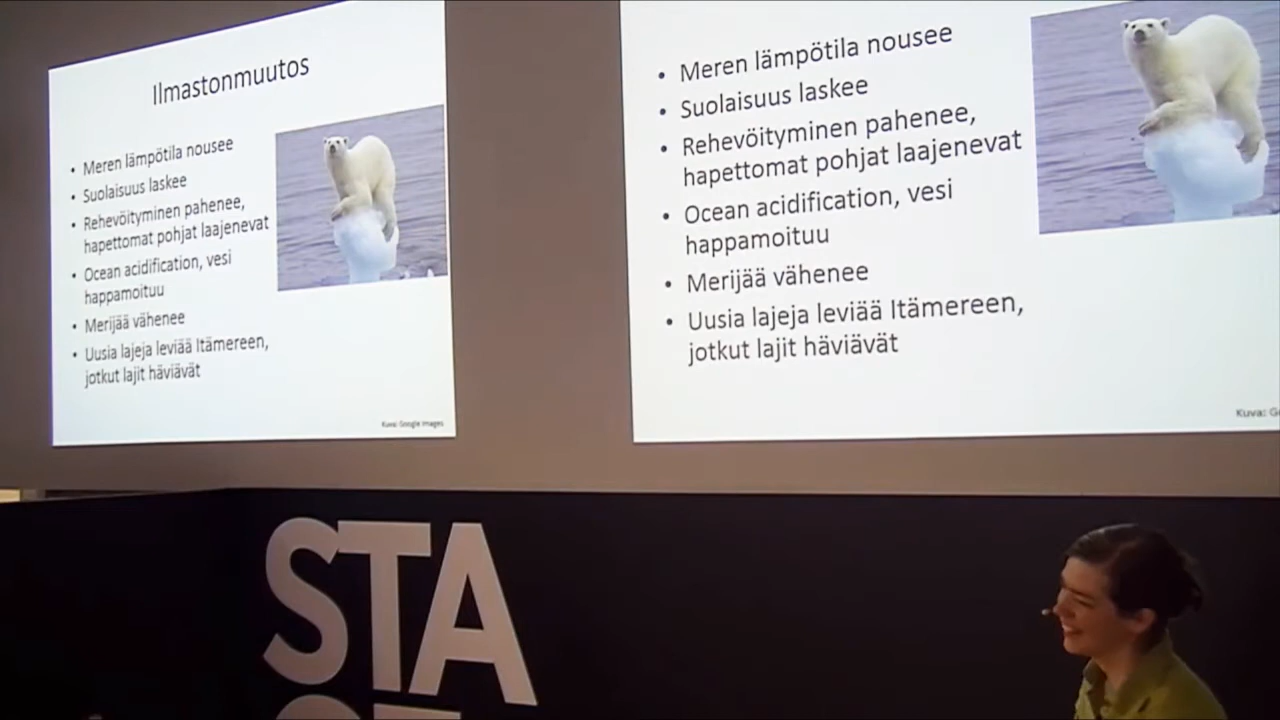 Ilmastonmuutos
• Meren lämpötila nousee
• Suolaisuus laskee
• Rehevöityminen pahenee,
hapettomat pohjat laajenevat
• Ocean acidification, vesi
happamoituu
• Merijää vähenee
• Uusia lajeja leviää Itämereen,
jotkut lajit häviävät
Kuva: Google Images
• Meren lämpötila nousee
• Suolaisuus laskee
• Rehevöityminen pahenee,
hapettomat pohjat laajenevat
• Ocean acidification, vesi
happamoituu
• Merijää vähenee
• Uusia lajeja leviää Itämereen,
jotkut lajit häviävät
Kuva: G
STA